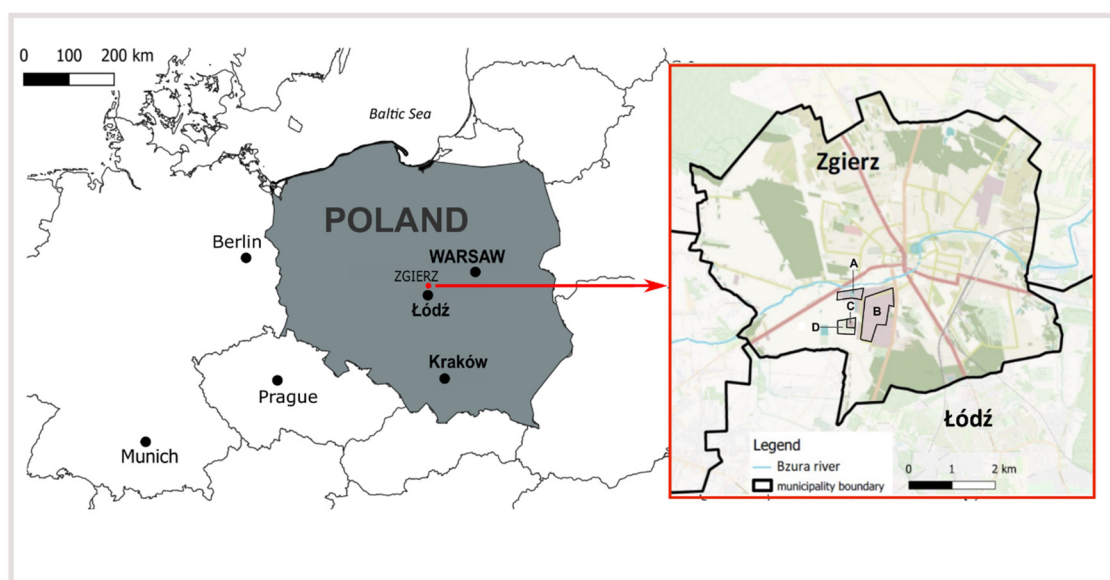 0 100 200 km
Baltic Sea
POLAND
Berlin
WARSAW
ZGIERZ
Łódź
Kraków
Prague
Munich
Zgierz
A
B
C
D
Łódź
Legend
Bzura river
municipality boundary
0 1 2 km